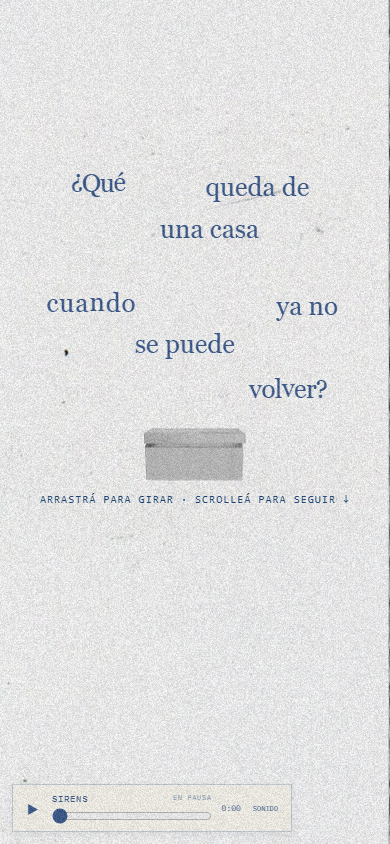 ¿Qué queda de
una casa
cuando ya no
se puede
volver?
ARRASTRÁ PARA GIRAR · SCROLLEÁ PARA SEGUIR ↓
SIRENS EN PAUSA
0:00 SONIDO